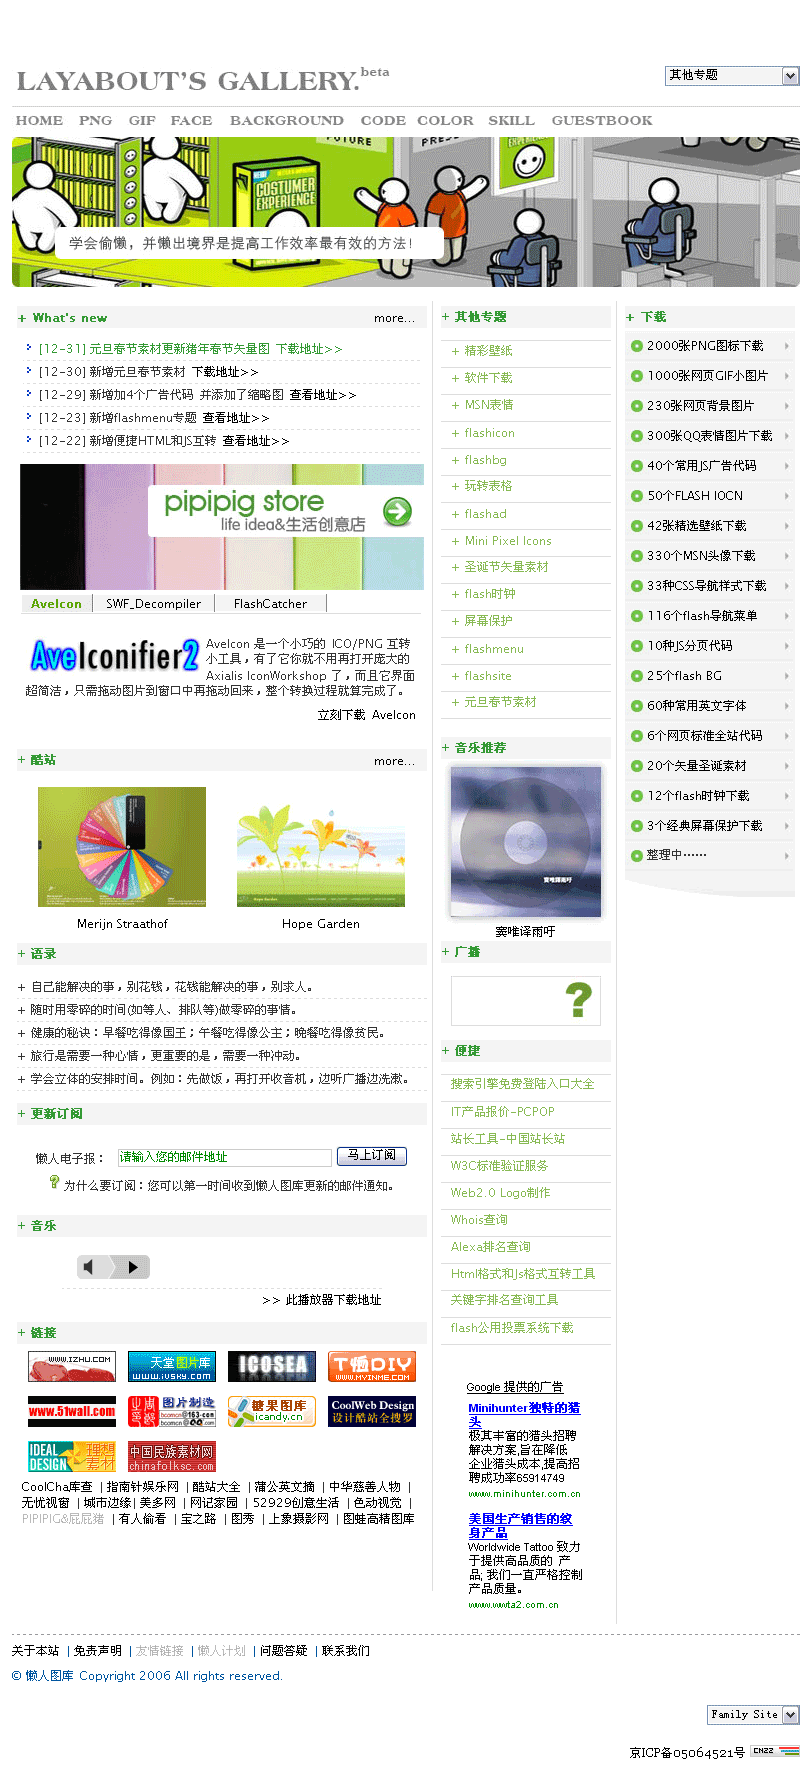 LAYABOUT'S GALLERY.beta
其他专题
HOME PNG GIF FACE BACKGROUND CODE COLOR SKILL GUESTBOOK
FUTURE
PRESS
NEW!
COSTUMER
EXPERIENCE
学会偷懒，并懒出境界是提高工作效率最有效的方法！
+ What's new more...
[12-31] 元旦春节素材更新猪年春节矢量图 下载地址>>
[12-30] 新增元旦春节素材 下载地址>>
[12-29] 新增加4个广告代码 并添加了缩略图 查看地址>>
[12-23] 新增flashmenu专题 查看地址>>
[12-22] 新增便捷HTML和JS互转 查看地址>>
pipipig store
life idea&生活创意店
AveIcon SWF_Decompiler FlashCatcher
AveIconifier2
AveIcon 是一个小巧的 ICO/PNG 互转
小工具，有了它你就不用再打开庞大的
Axialis IconWorkshop 了，而且它界面
超简洁，只需拖动图片到窗口中再拖动回来，整个转换过程就算完成了。
立刻下载 AveIcon
+ 酷站 more...
Hope Garden
Merijn Straathof Hope Garden
+ 语录
+ 自己能解决的事，别花钱，花钱能解决的事，别求人。
+ 随时用零碎的时间(如等人、排队等)做零碎的事情。
+ 健康的秘诀：早餐吃得像国王；午餐吃得像公主；晚餐吃得像贫民。
+ 旅行是需要一种心情，更重要的是，需要一种冲动。
+ 学会立体的安排时间。例如：先做饭，再打开收音机，边听广播边洗漱。
+ 更新订阅
懒人电子报： 请输入您的邮件地址 马上订阅
为什么要订阅：您可以第一时间收到懒人图库更新的邮件通知。
+ 音乐
>> 此播放器下载地址
+ 链接
WWW.IZHU.COM 天堂图片库 www.ivsky.com ICOSEA T恤DIY WWW.MYINME.COM
www.51wall.com 图片制造 bcamcn@163.com 糖果图库 icandy.cn CoolWeb Design 设计酷站全搜罗
IDEAL DESIGN 理想素材 中国民族素材网 chinafolksc.com
CoolCha库查 | 指南针娱乐网 | 酷站大全 | 蒲公英文摘 | 中华慈善人物 |
无忧视窗 | 城市边缘 | 美多网 | 网记家园 | 52929创意生活 | 色动视觉 |
PIPIPIG&屁屁猪 | 有人偷看 | 宝之路 | 图秀 | 上象摄影网 | 图蛙高精图库
+ 其他专题
+ 精彩壁纸
+ 软件下载
+ MSN表情
+ flashicon
+ flashbg
+ 玩转表格
+ flashad
+ Mini Pixel Icons
+ 圣诞节矢量素材
+ flash时钟
+ 屏幕保护
+ flashmenu
+ flashsite
+ 元旦春节素材
+ 音乐推荐
窦唯译雨吁
窦唯译雨吁
+ 广播
?
+ 便捷
搜索引擎免费登陆入口大全
IT产品报价-PCPOP
站长工具-中国站长站
W3C标准验证服务
Web2.0 Logo制作
Whois查询
Alexa排名查询
Html格式和Js格式互转工具
关键字排名查询工具
flash公用投票系统下载
Google 提供的广告
Minihunter独特的猎
头
极其丰富的猎头招聘
解决方案,旨在降低
企业猎头成本,提高招
聘成功率65914749
www.minihunter.com.cn
美国生产销售的纹
身产品
Worldwide Tattoo 致力
于提供高品质的 产
品; 我们一直严格控制
产品质量。
www.wwta2.com.cn
+ 下载
2000张PNG图标下载
1000张网页GIF小图片
230张网页背景图片
300张QQ表情图片下载
40个常用JS广告代码
50个FLASH IOCN
42张精选壁纸下载
330个MSN头像下载
33种CSS导航样式下载
116个flash导航菜单
10种JS分页代码
25个flash BG
60种常用英文字体
6个网页标准全站代码
20个矢量圣诞素材
12个flash时钟下载
3个经典屏幕保护下载
整理中……
关于本站 | 免责声明 | 友情链接 | 懒人计划 | 问题答疑 | 联系我们
© 懒人图库 Copyright 2006 All rights reserved.
Family Site
京ICP备05064521号 CNZZ